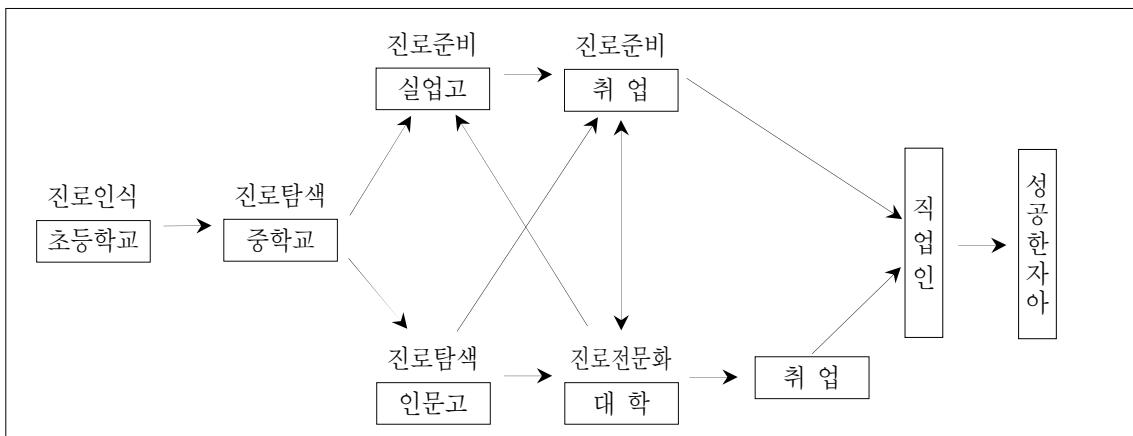 진로준비
실업고
진로준비
취 업
진로인식
초등학교
진로탐색
중학교
진로탐색
인문고
진로전문화
대 학
취 업
직업인
성공한자아